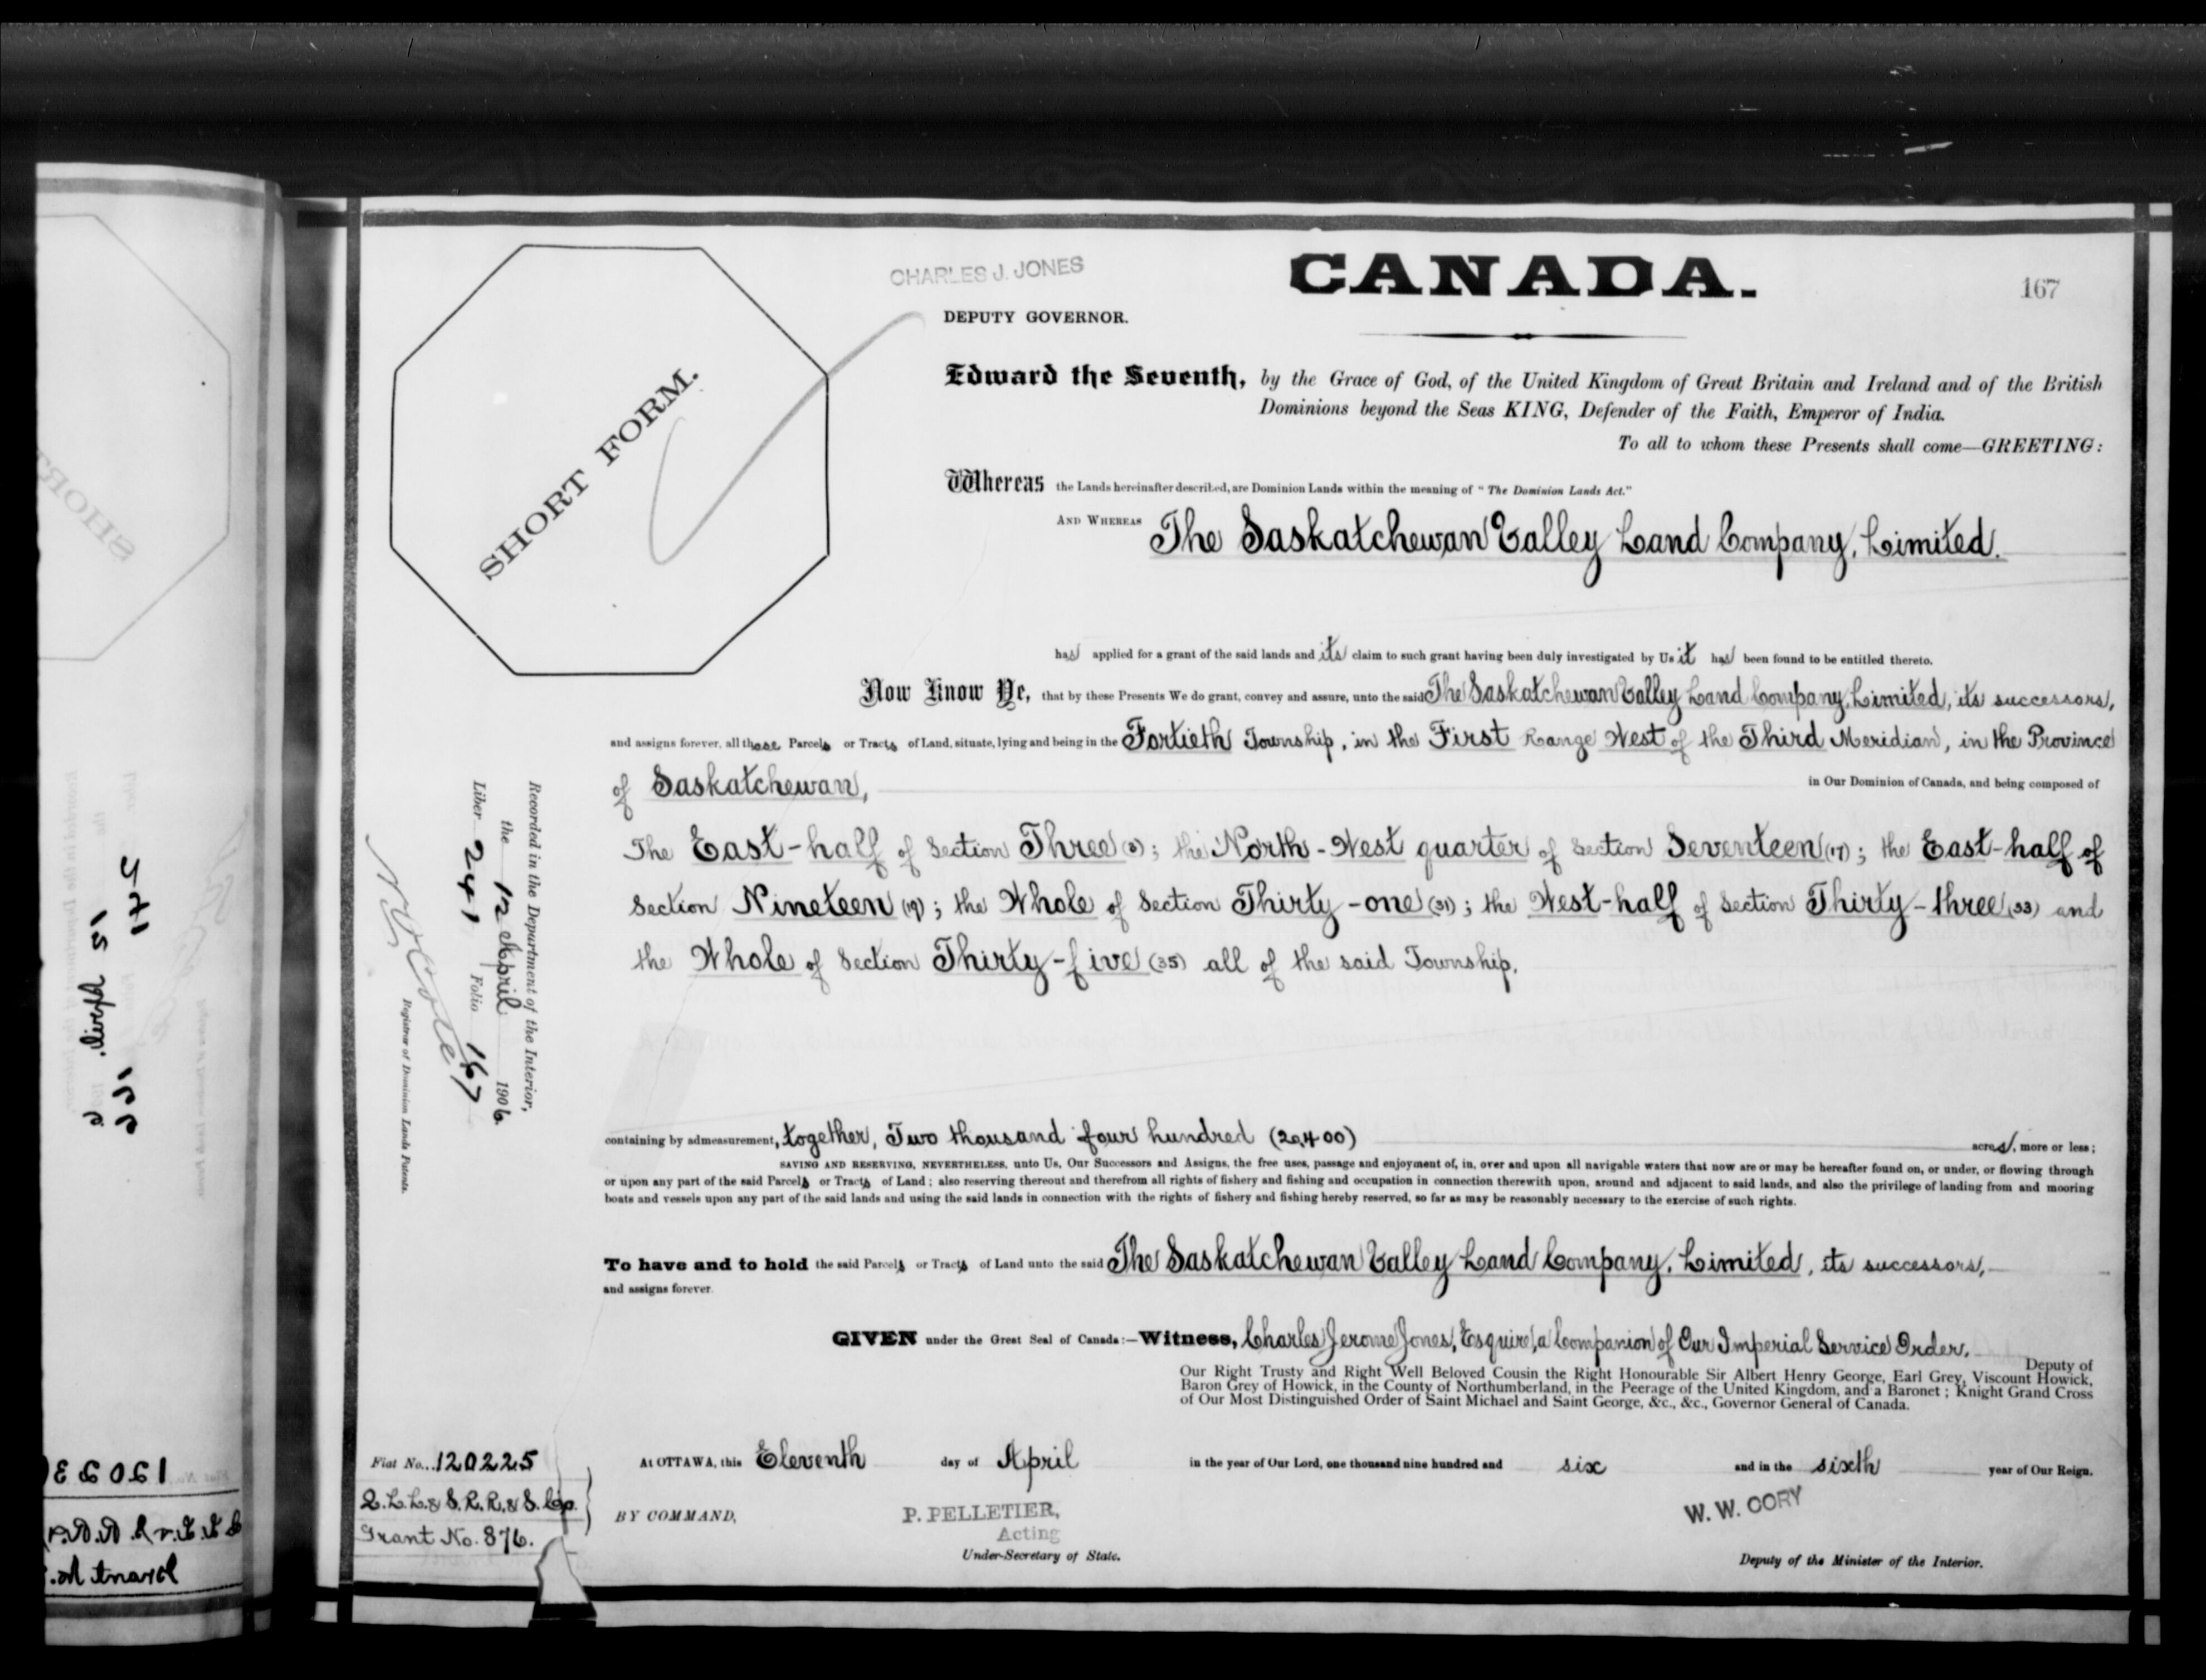 CANADA.
167
CHARLES J. JONES
DEPUTY GOVERNOR.
SHORT FORM.
Edward the Seventh, by the Grace of God, of the United Kingdom of Great Britain and Ireland and of the British
Dominions beyond the Seas KING, Defender of the Faith, Emperor of India.
To all to whom these Presents shall come—GREETING:
Whereas the Lands hereinafter described, are Dominion Lands within the meaning of "The Dominion Lands Act."
AND WHEREAS The Saskatchewan Valley Land Company, Limited.
has applied for a grant of the said lands and its claim to such grant having been duly investigated by Us it has been found to be entitled thereto.
Now Know Ye, that by these Presents We do grant, convey and assure, unto the said The Saskatchewan Valley Land Company, Limited, its successors,
and assigns forever, all those Parcels or Tracts of Land, situate, lying and being in the Fortieth Township, in the First Range West of the Third Meridian, in the Province
of Saskatchewan, in Our Dominion of Canada, and being composed of
The East-half of Section Three (3); the North-West quarter of Section Seventeen (17); the East-half of
Section Nineteen (19); the Whole of Section Thirty-one (31); the West-half of Section Thirty-three (33) and
the Whole of Section Thirty-five (35) all of the said Township.
Recorded in the Department of the Interior,
the 12 April 1906
Liber 241 Folio 167
Registrar of Dominion Lands Patents.
containing by admeasurement, together, Two thousand four hundred (2,400) acres, more or less;
SAVING AND RESERVING, NEVERTHELESS, unto Us, Our Successors and Assigns, the free uses, passage and enjoyment of, in, over and upon all navigable waters that now are or may be hereafter found on, or under, or flowing through
or upon any part of the said Parcels or Tracts of Land; also reserving thereout and therefrom all rights of fishery and fishing and occupation in connection therewith upon, around and adjacent to said lands, and also the privilege of landing from and mooring
boats and vessels upon any part of the said lands and using the said lands in connection with the rights of fishery and fishing hereby reserved, so far as may be reasonably necessary to the exercise of such rights.
To have and to hold the said Parcels or Tracts of Land unto the said The Saskatchewan Valley Land Company, Limited, its successors,
and assigns forever.
GIVEN under the Great Seal of Canada:—Witness, Charles Jerome Jones, Esquire, a Companion of Our Imperial Service Order,
Deputy of
Our Right Trusty and Right Well Beloved Cousin the Right Honourable Sir Albert Henry George, Earl Grey, Viscount Howick,
Baron Grey of Howick, in the County of Northumberland, in the Peerage of the United Kingdom, and a Baronet; Knight Grand Cross
of Our Most Distinguished Order of Saint Michael and Saint George, &c., &c., Governor General of Canada.
At OTTAWA, this Eleventh day of April in the year of Our Lord, one thousand nine hundred and six and in the sixth year of Our Reign.
Fiat No. 120225
Q.L.L. & S.R.R. & S. Co.
Grant No. 876.
BY COMMAND,
P. PELLETIER,
Acting
Under-Secretary of State.
W. W. CORY
Deputy of the Minister of the Interior.